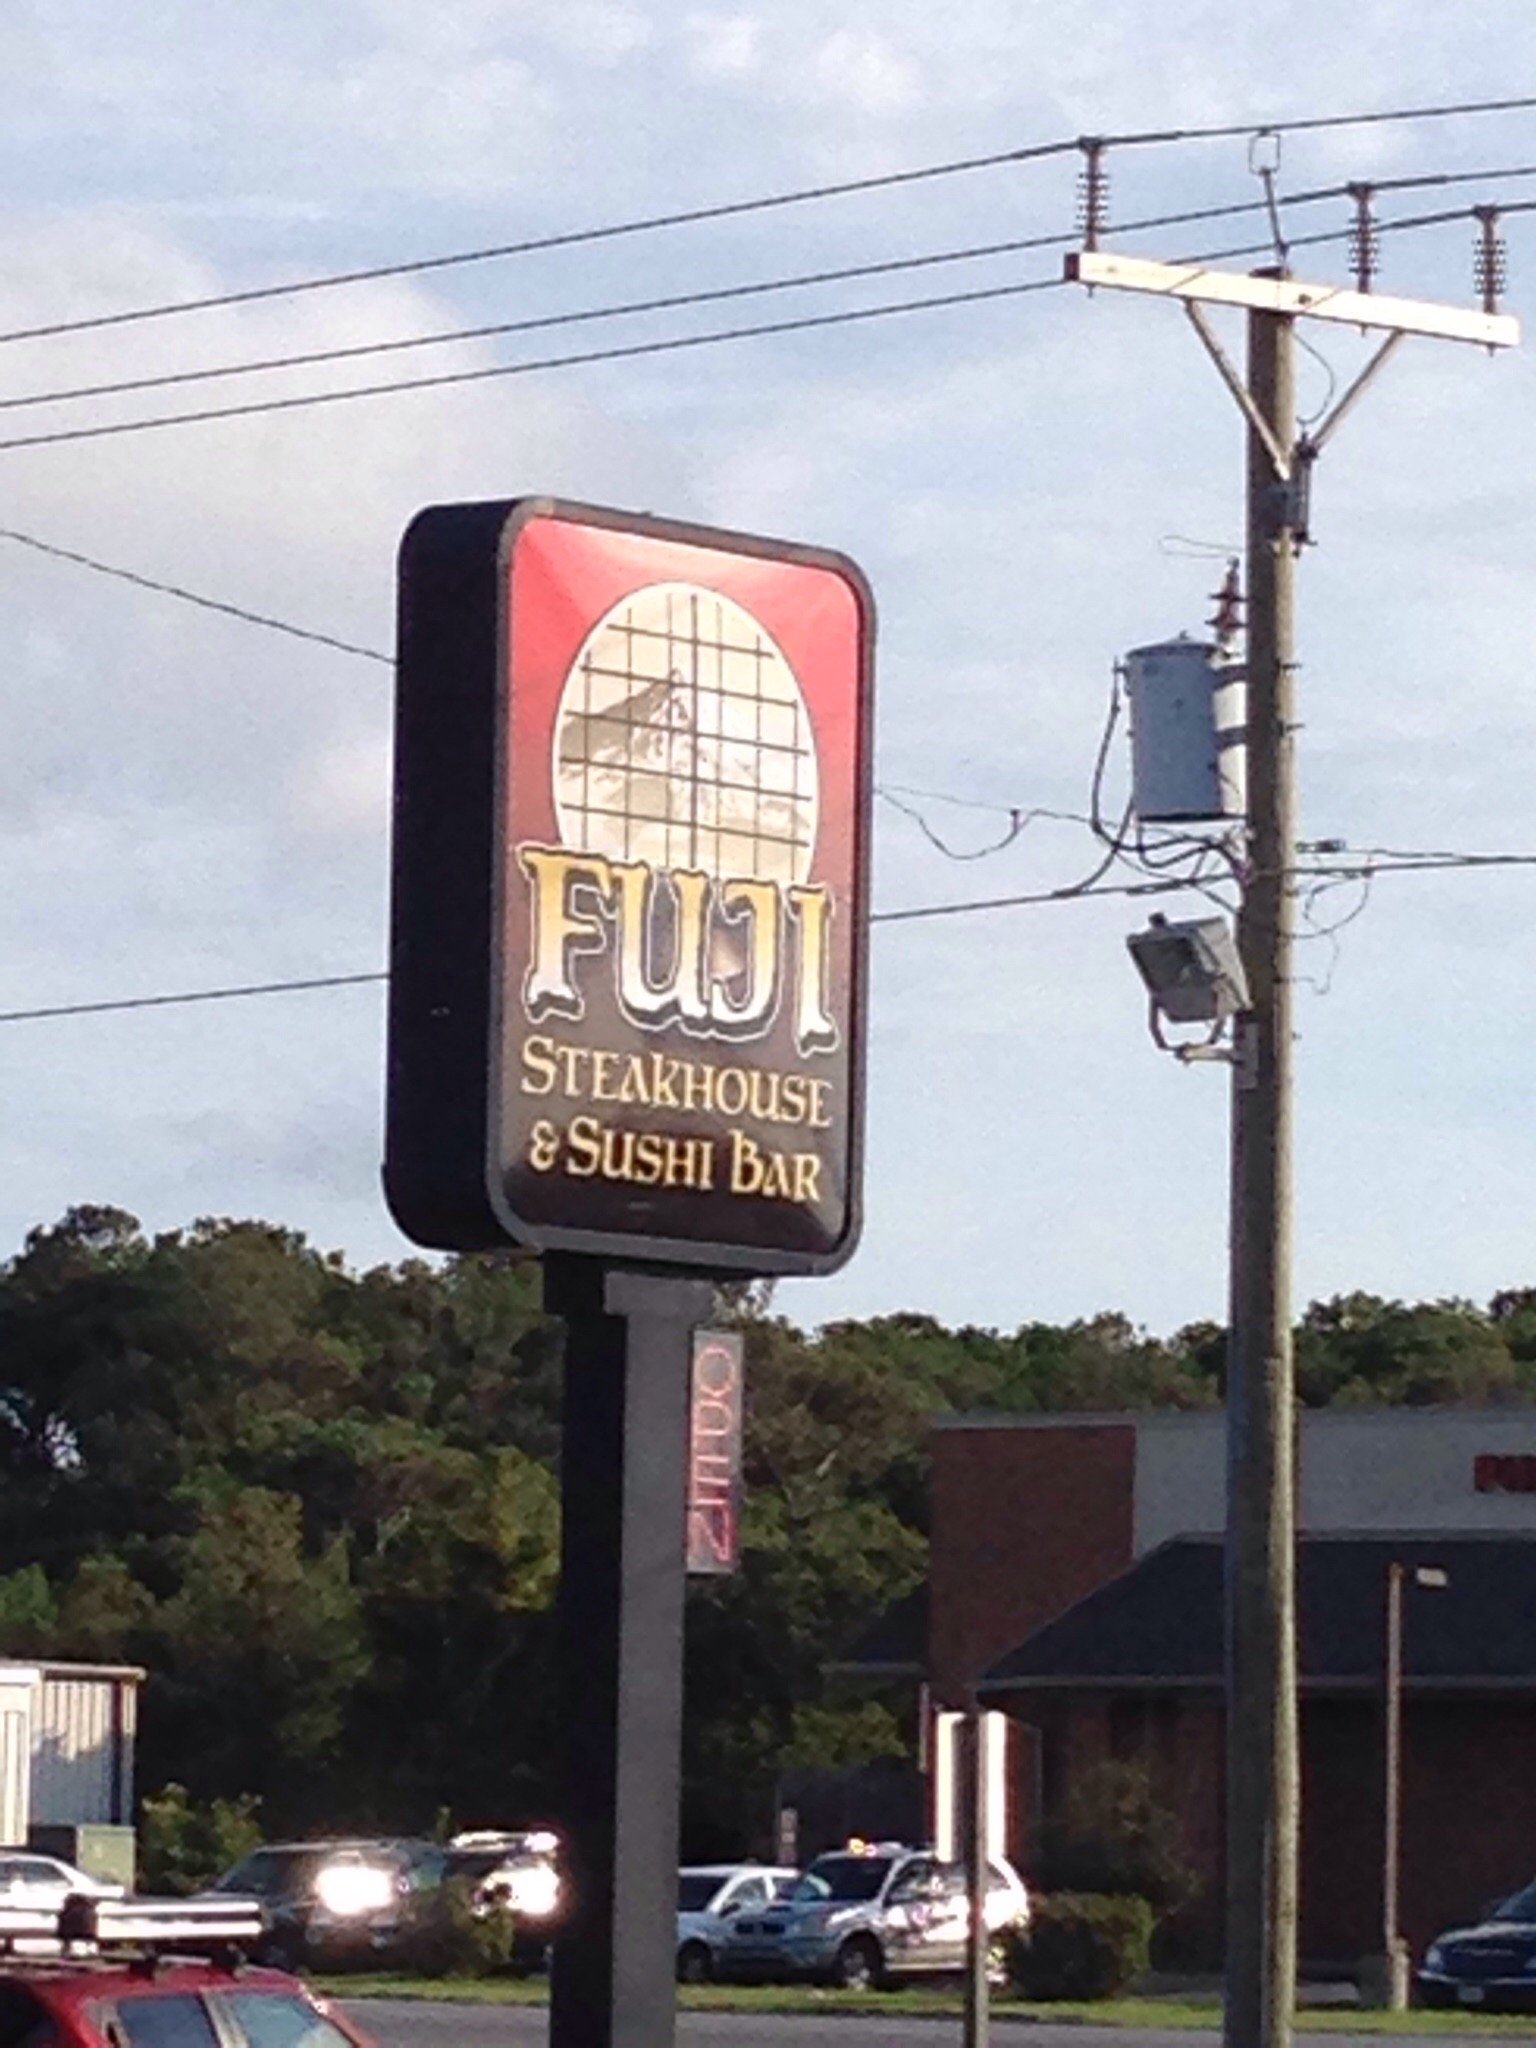 FUJI
STEAKHOUSE
& SUSHI BAR
OPEN